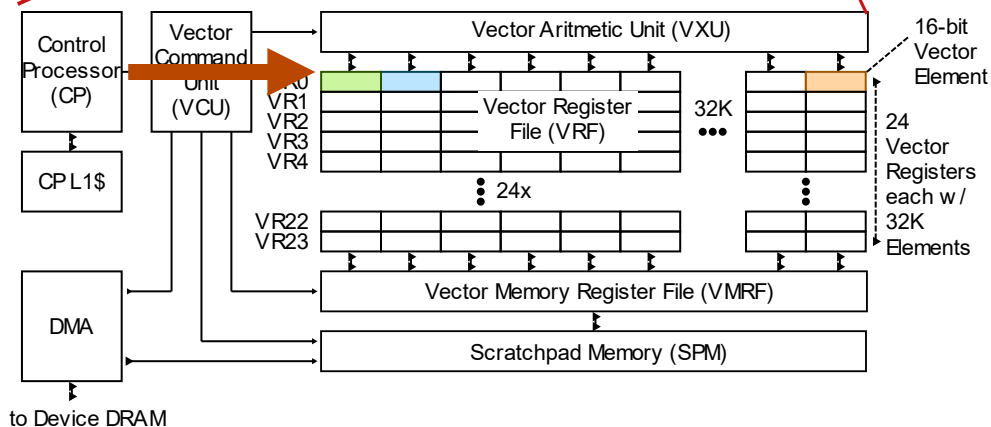 Control
Processor
(CP)
Vector
Command
Unit
(VCU)
Vector Aritmetic Unit (VXU)
16-bit
Vector
Element
CP L1$
VR1
VR2
VR3
VR4
Vector Register
File (VRF)
32K
24x
VR22
VR23
24
Vector
Registers
each w/
32K
Elements
DMA
Vector Memory Register File (VMRF)
Scratchpad Memory (SPM)
to Device DRAM